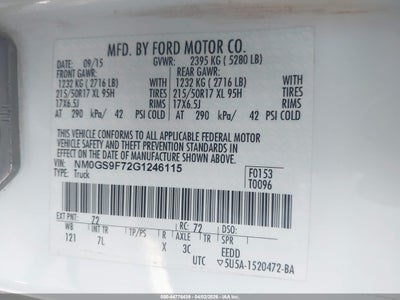 MFD. BY FORD MOTOR CO.
DATE: 09/15 GVWR: 2395 KG ( 5280 LB)
FRONT GAWR: REAR GAWR:
1232 KG ( 2716 LB) 1232 KG ( 2716 LB)
215/50R17 XL 95H TIRES 215/50R17 XL 95H TIRES
17X6.5J RIMS 17X6.5J RIMS
AT 290 kPa/ 42 PSI COLD AT 290 kPa/ 42 PSI COLD
THIS VEHICLE CONFORMS TO ALL APPLICABLE FEDERAL MOTOR
VEHICLE SAFETY AND THEFT PREVENTION STANDARDS IN EFFECT
ON THE DATE OF MANUFACTURE SHOWN ABOVE.
VIN: NM0GS9F72G1246115
TYPE: Truck
F0153
T0096
EXT PNT: Z2 RC: 72
WB INT TR TP/PS R AXLE TR
121 7L X 3C EEDD
UTC 5U5A-1520472-BA
IAA